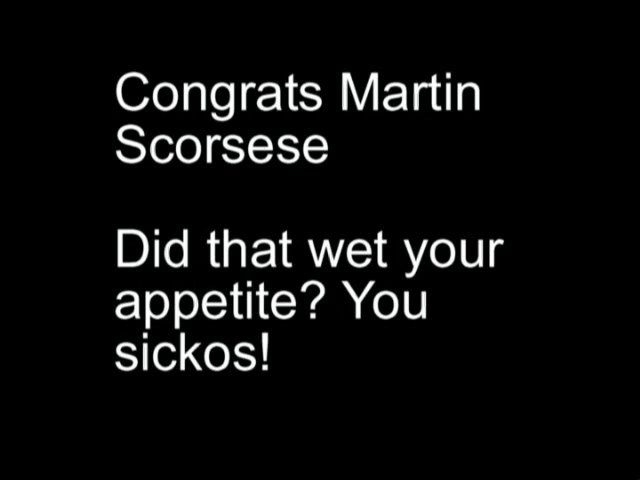 Congrats Martin
Scorsese
Did that wet your
appetite? You
sickos!